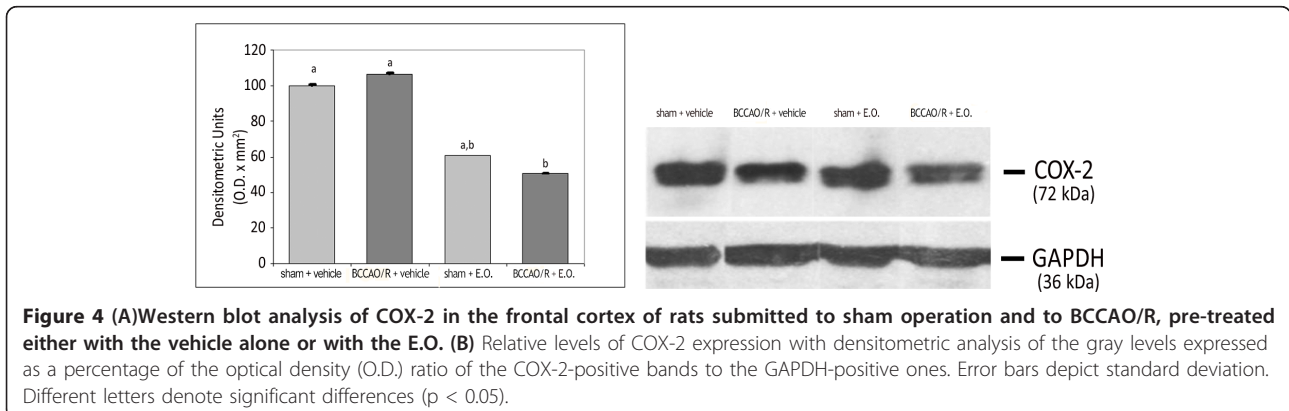 120
100
80
60
40
20
0
Densitometric Units
(O.D. x mm²)
a
a
a,b
b
sham + vehicle
BCCAO/R + vehicle
sham + E.O.
BCCAO/R + E.O.
sham + vehicle
BCCAO/R + vehicle
sham + E.O.
BCCAO/R + E.O.
COX-2
(72 kDa)
GAPDH
(36 kDa)
Figure 4 (A)Western blot analysis of COX-2 in the frontal cortex of rats submitted to sham operation and to BCCAO/R, pre-treated
either with the vehicle alone or with the E.O. (B) Relative levels of COX-2 expression with densitometric analysis of the gray levels expressed
as a percentage of the optical density (O.D.) ratio of the COX-2-positive bands to the GAPDH-positive ones. Error bars depict standard deviation.
Different letters denote significant differences (p < 0.05).